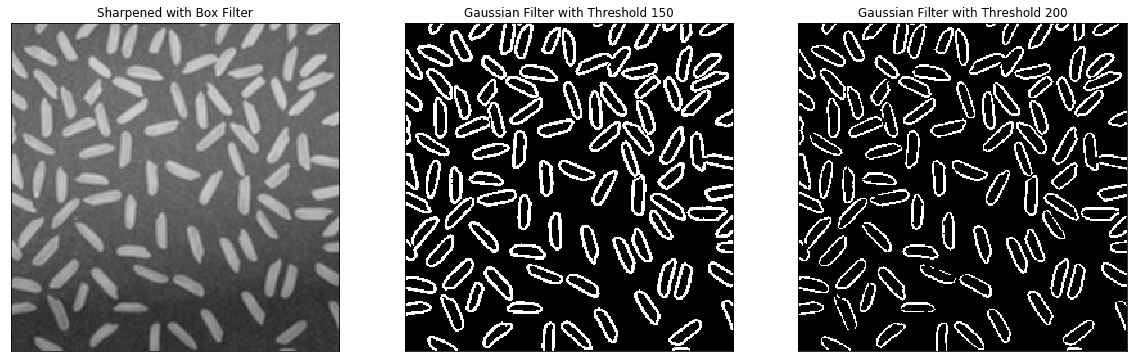 Sharpened with Box Filter
Gaussian Filter with Threshold 150
Gaussian Filter with Threshold 200